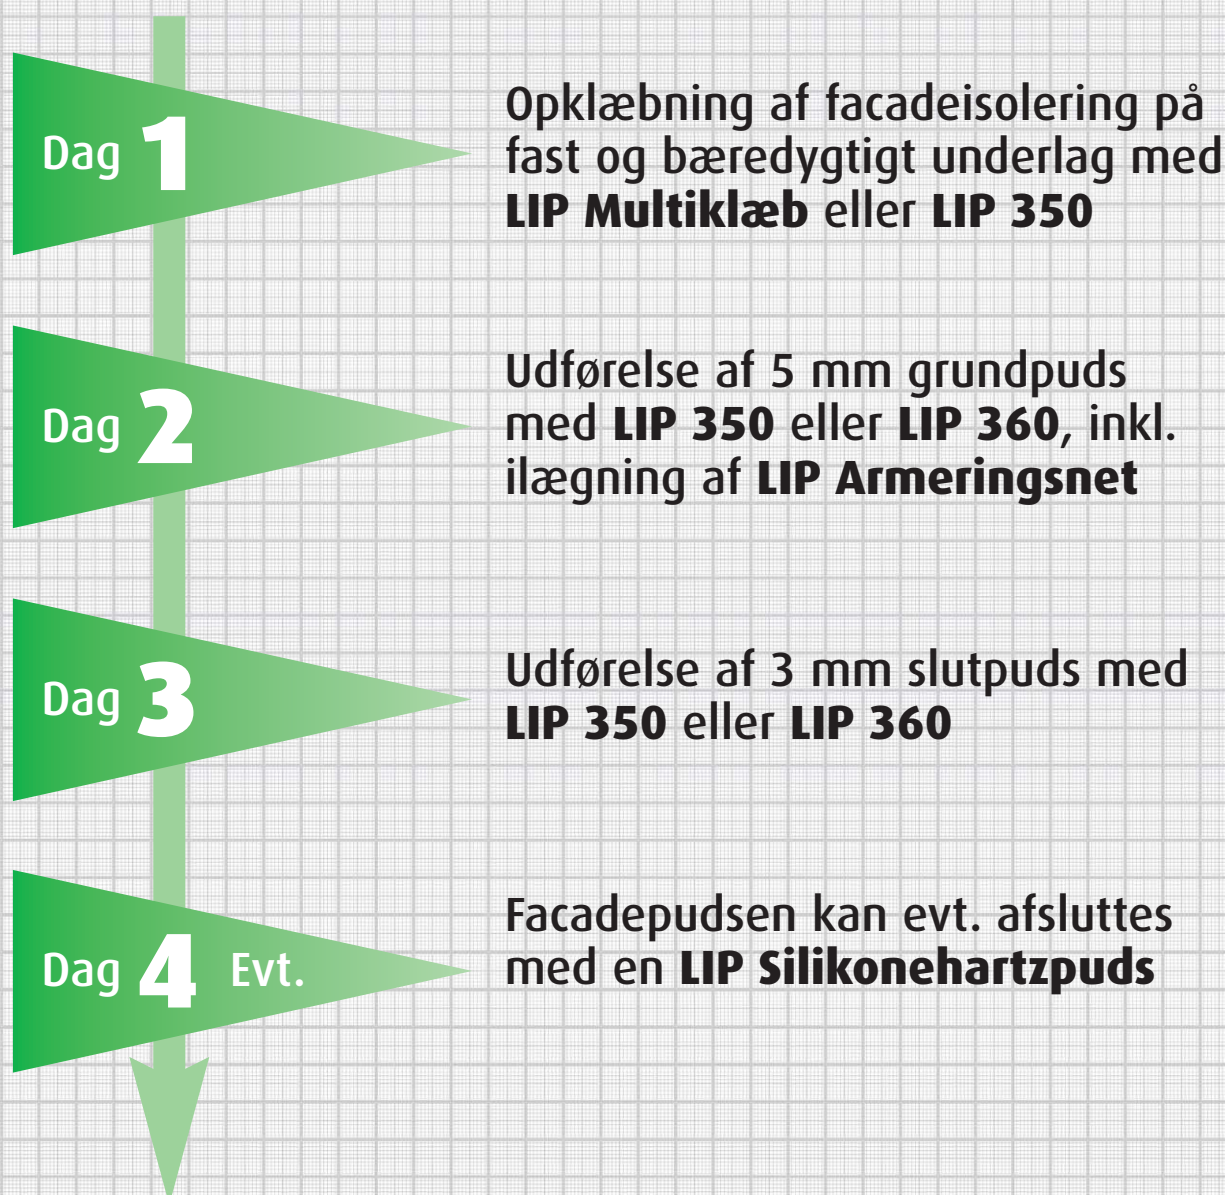 Dag 1
Opklæbning af facadeisolering på
fast og bæredygtigt underlag med
LIP Multiklæb eller LIP 350
Dag 2
Udførelse af 5 mm grundpuds
med LIP 350 eller LIP 360, inkl.
ilægning af LIP Armeringsnet
Dag 3
Udførelse af 3 mm slutpuds med
LIP 350 eller LIP 360
Dag 4 Evt.
Facadepudsen kan evt. afsluttes
med en LIP Silikonehartzpuds